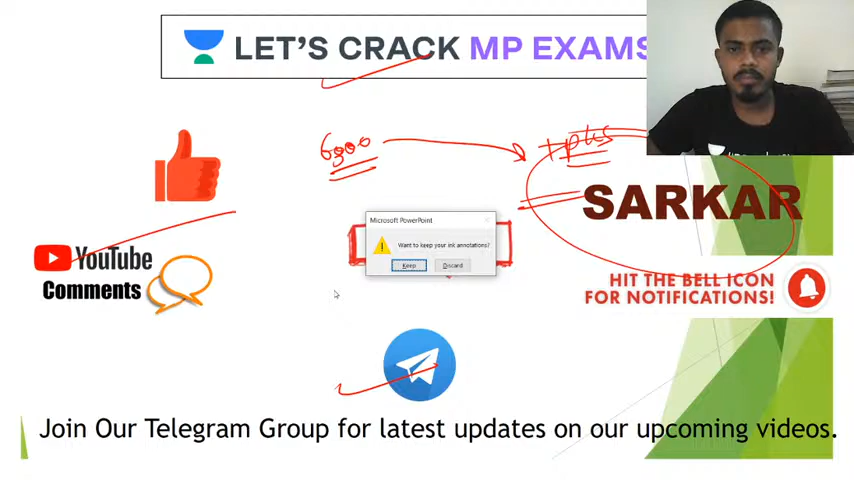 LET'S CRACK MP EXAMS
6000
+ plus
SARKAR
Microsoft PowerPoint
Want to keep your ink annotations?
Keep
Discard
YouTube
Comments
HIT THE BELL ICON
FOR NOTIFICATIONS!
Join Our Telegram Group for latest updates on our upcoming videos.